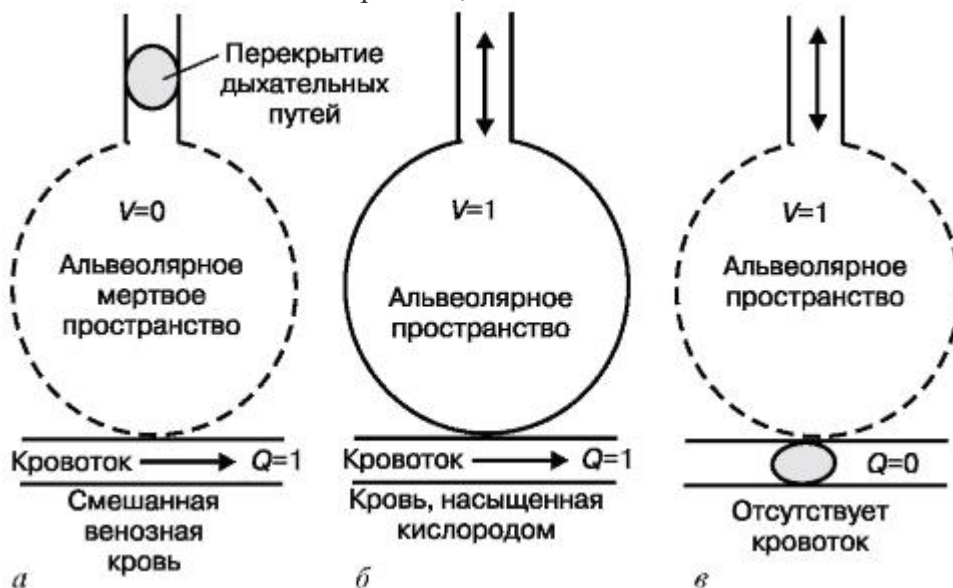 Перекрытие
дыхательных
путей
V=0
Альвеолярное
мертвое
пространство
Кровоток Q=1
Смешанная
венозная
кровь
а
V=1
Альвеолярное
пространство
Кровоток Q=1
Кровь, насыщенная
кислородом
б
V=1
Альвеолярное
пространство
Q=0
Отсутствует
кровоток
в